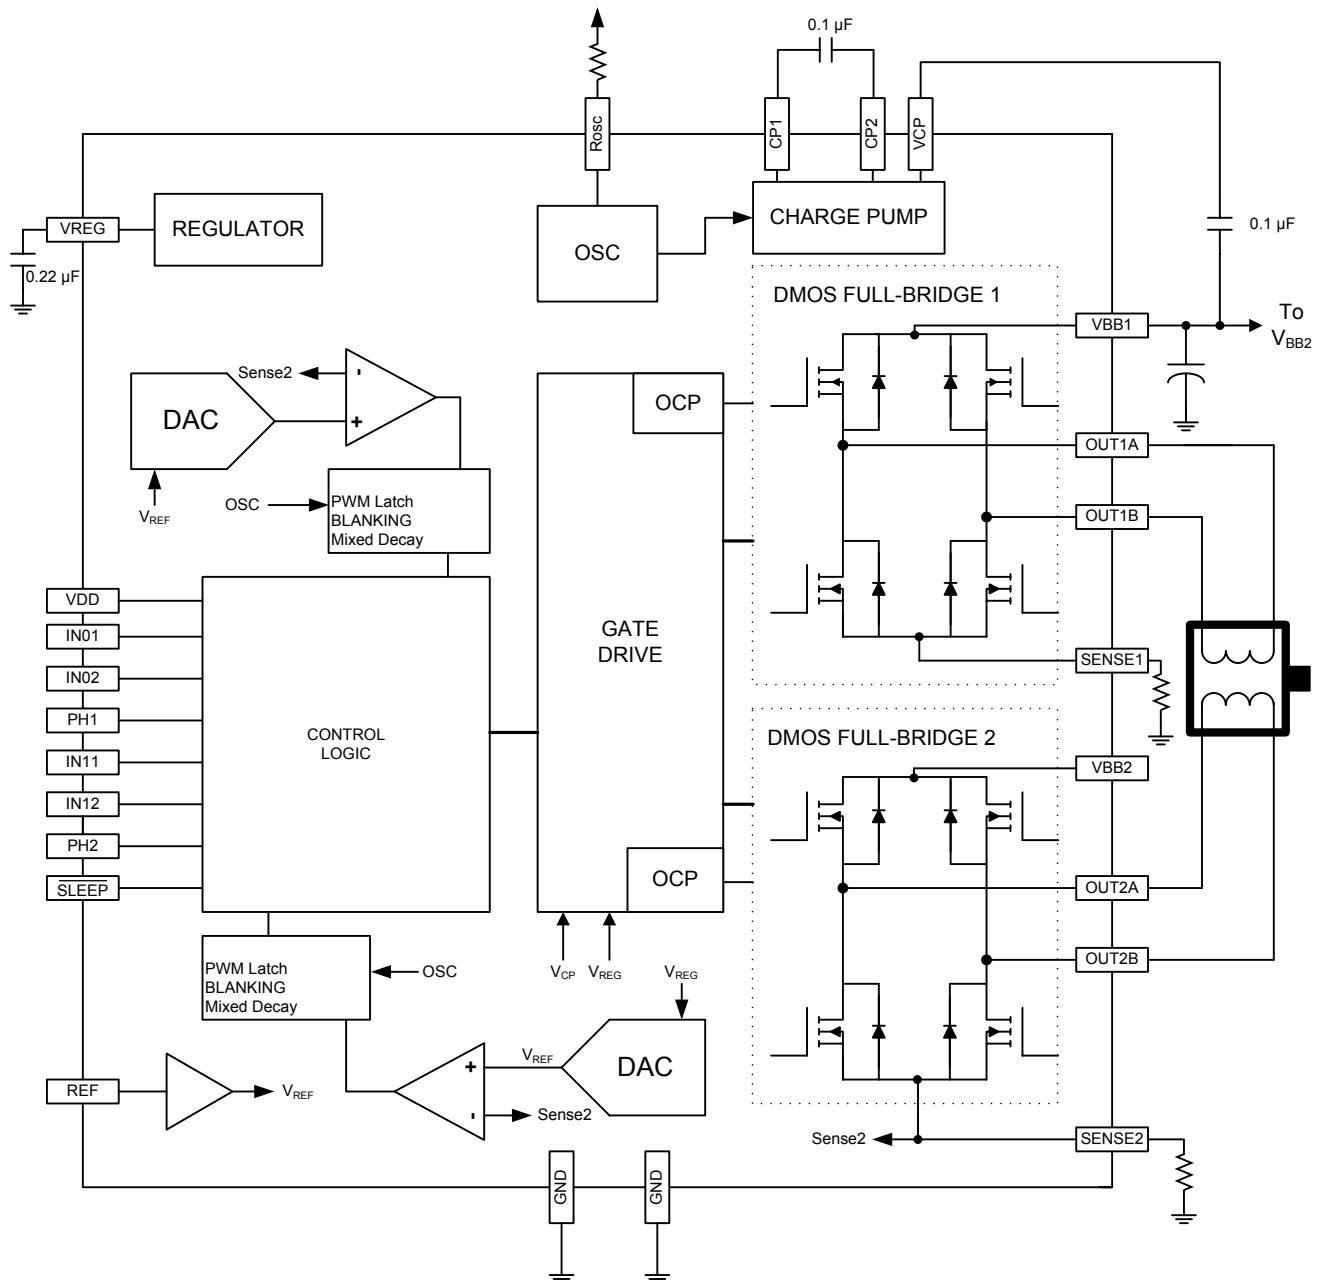 0.1 µF
Rosc
CP1
CP2
VCP
VREG
REGULATOR
OSC
CHARGE PUMP
0.1 µF
0.22 µF
DMOS FULL-BRIDGE 1
VBB1
To
VBB2
Sense2
-
+
DAC
OCP
OUT1A
VREF
OSC
PWM Latch
BLANKING
Mixed Decay
OUT1B
VDD
IN01
IN02
PH1
IN11
IN12
PH2
SLEEP
CONTROL
LOGIC
GATE
DRIVE
SENSE1
DMOS FULL-BRIDGE 2
VBB2
OCP
OUT2A
OUT2B
PWM Latch
BLANKING
Mixed Decay
OSC
VCP
VREG
VREG
REF
VREF
+
-
VREF
DAC
Sense2
Sense2
SENSE2
GND
GND